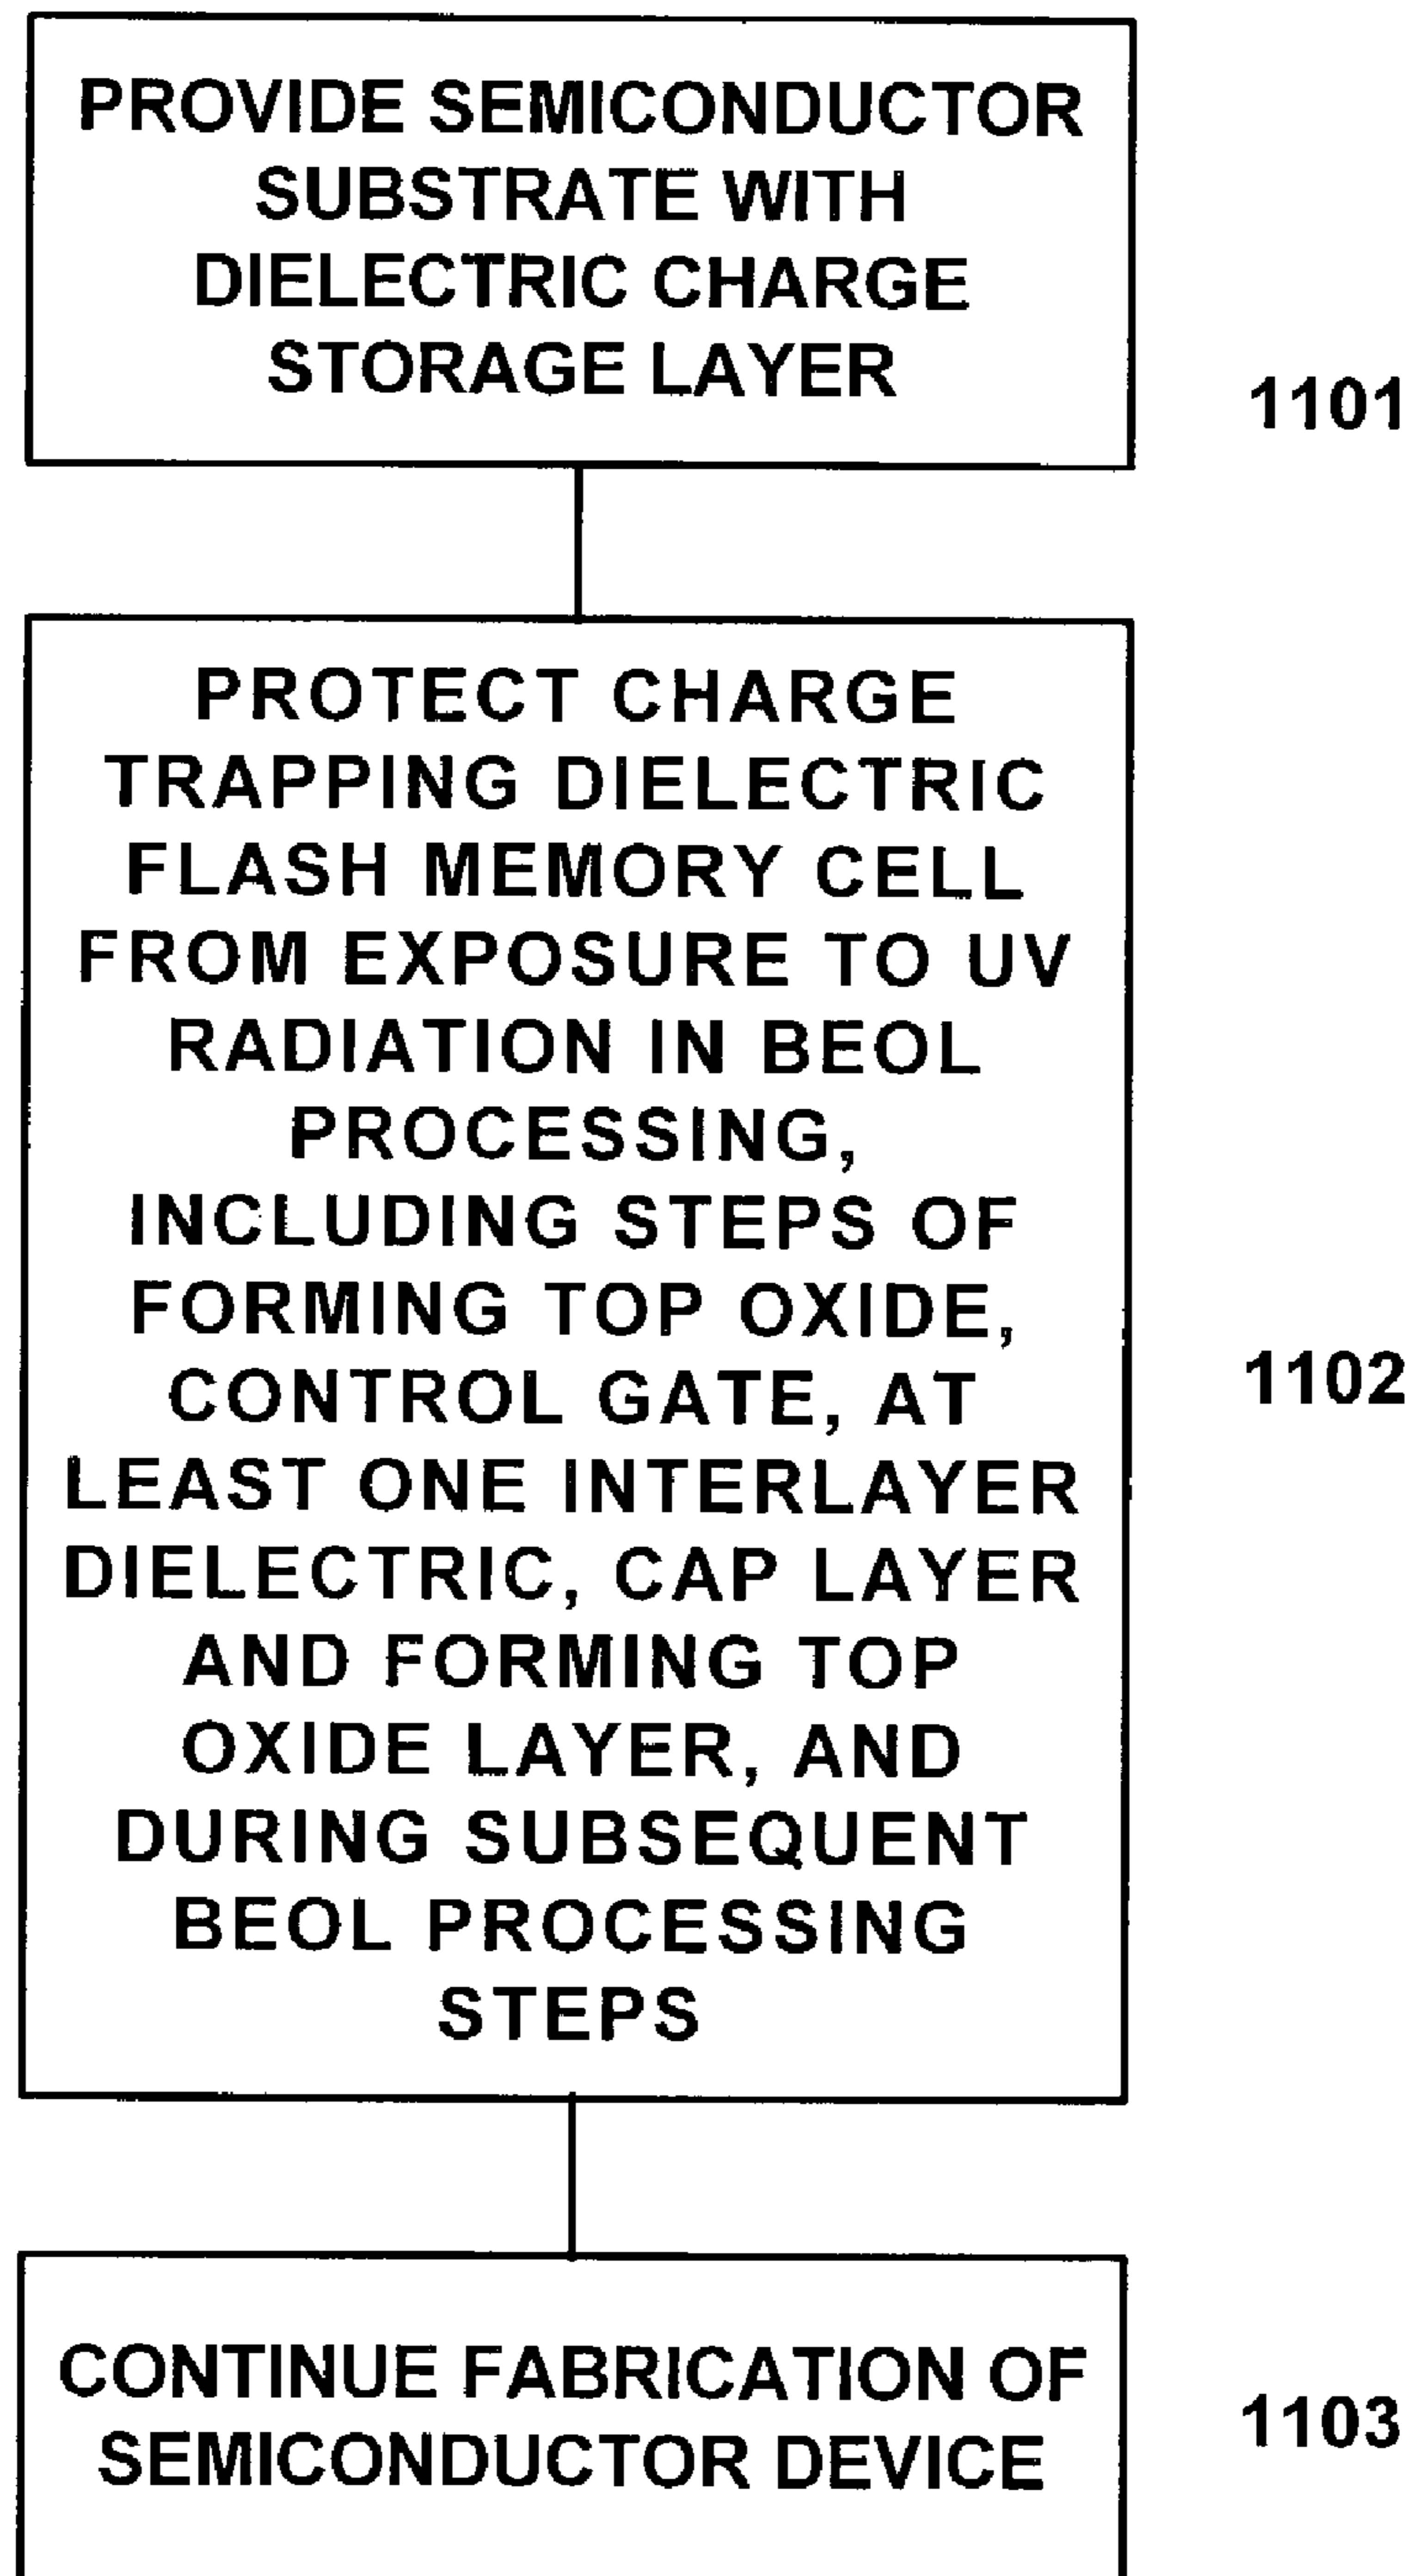 PROVIDE SEMICONDUCTOR
SUBSTRATE WITH
DIELECTRIC CHARGE
STORAGE LAYER
1101
PROTECT CHARGE
TRAPPING DIELECTRIC
FLASH MEMORY CELL
FROM EXPOSURE TO UV
RADIATION IN BEOL
PROCESSING,
INCLUDING STEPS OF
FORMING TOP OXIDE,
CONTROL GATE, AT
LEAST ONE INTERLAYER
DIELECTRIC, CAP LAYER
AND FORMING TOP
OXIDE LAYER, AND
DURING SUBSEQUENT
BEOL PROCESSING
STEPS
1102
CONTINUE FABRICATION OF
SEMICONDUCTOR DEVICE
1103